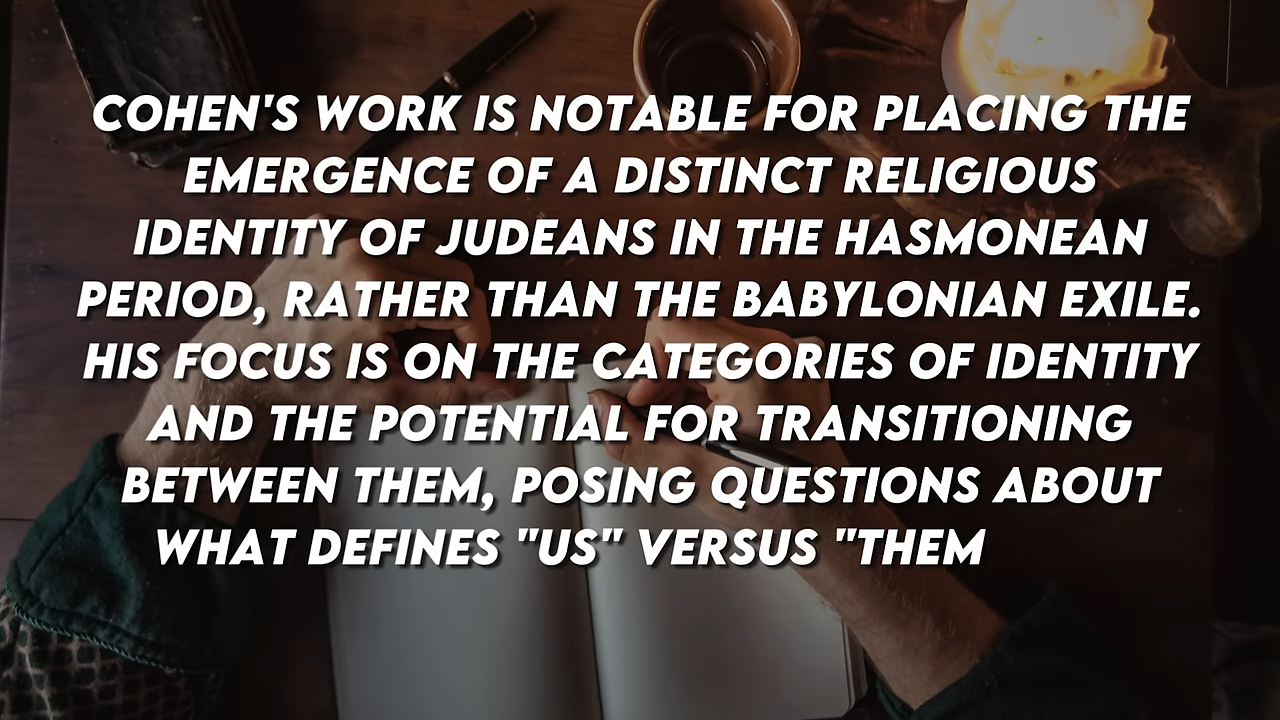 COHEN'S WORK IS NOTABLE FOR PLACING THE
EMERGENCE OF A DISTINCT RELIGIOUS
IDENTITY OF JUDEANS IN THE HASMONEAN
PERIOD, RATHER THAN THE BABYLONIAN EXILE.
HIS FOCUS IS ON THE CATEGORIES OF IDENTITY
AND THE POTENTIAL FOR TRANSITIONING
BETWEEN THEM, POSING QUESTIONS ABOUT
WHAT DEFINES "US" VERSUS "THEM